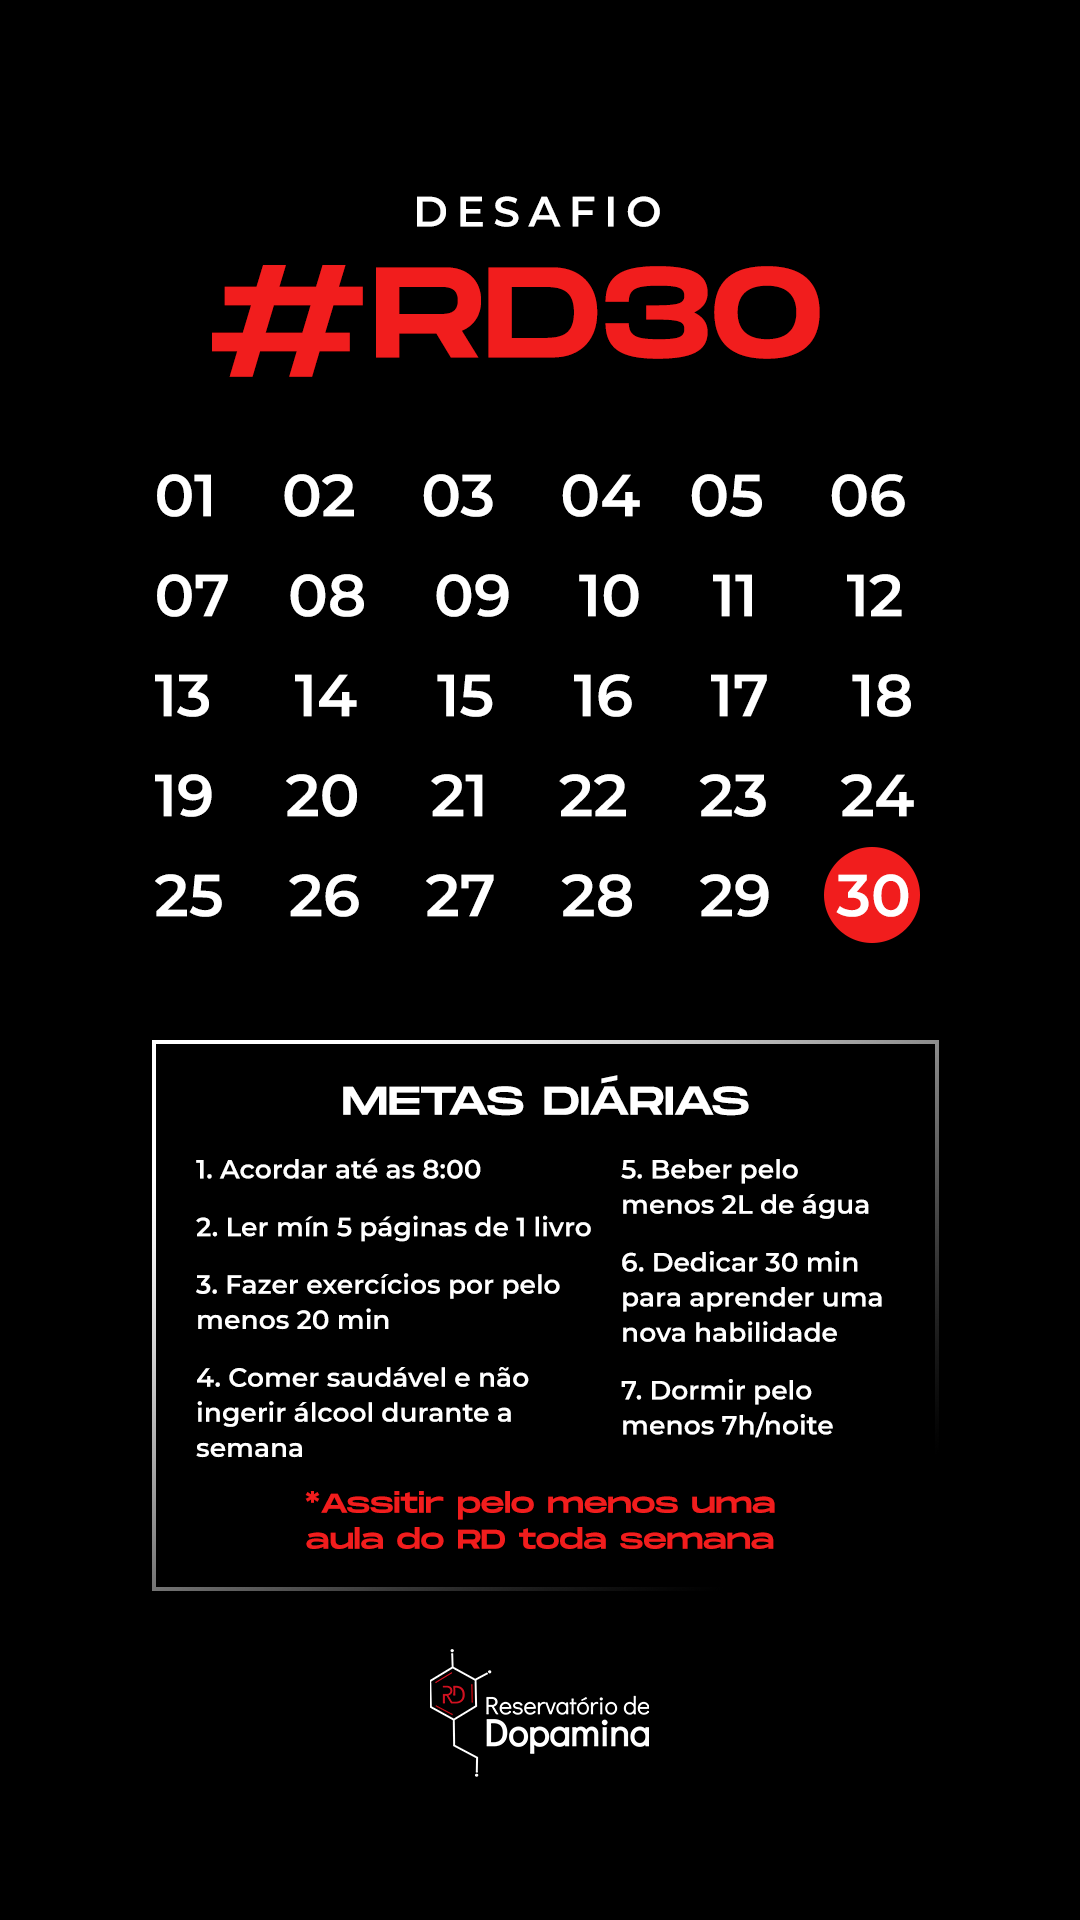 DESAFIO
#RD30
01 02 03 04 05 06
07 08 09 10 11 12
13 14 15 16 17 18
19 20 21 22 23 24
25 26 27 28 29 30
METAS DIÁRIAS
1. Acordar até as 8:00
2. Ler mín 5 páginas de 1 livro
3. Fazer exercícios por pelo
menos 20 min
4. Comer saudável e não
ingerir álcool durante a
semana
5. Beber pelo
menos 2L de água
6. Dedicar 30 min
para aprender uma
nova habilidade
7. Dormir pelo
menos 7h/noite
*Assitir pelo menos uma
aula do RD toda semana
RD
Reservatório de
Dopamina